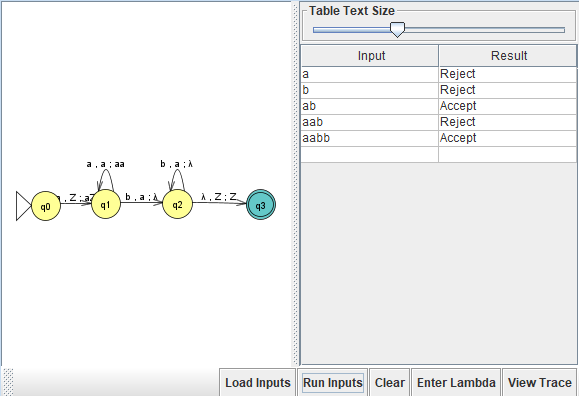 Table Text Size
Input Result
a Reject
b Reject
ab Accept
aab Reject
aabb Accept
a , a ; aa b , a ; λ
q0 , Z ; aZ q1 b , a ; λ q2 λ , Z ; Z q3
Load Inputs Run Inputs Clear Enter Lambda View Trace